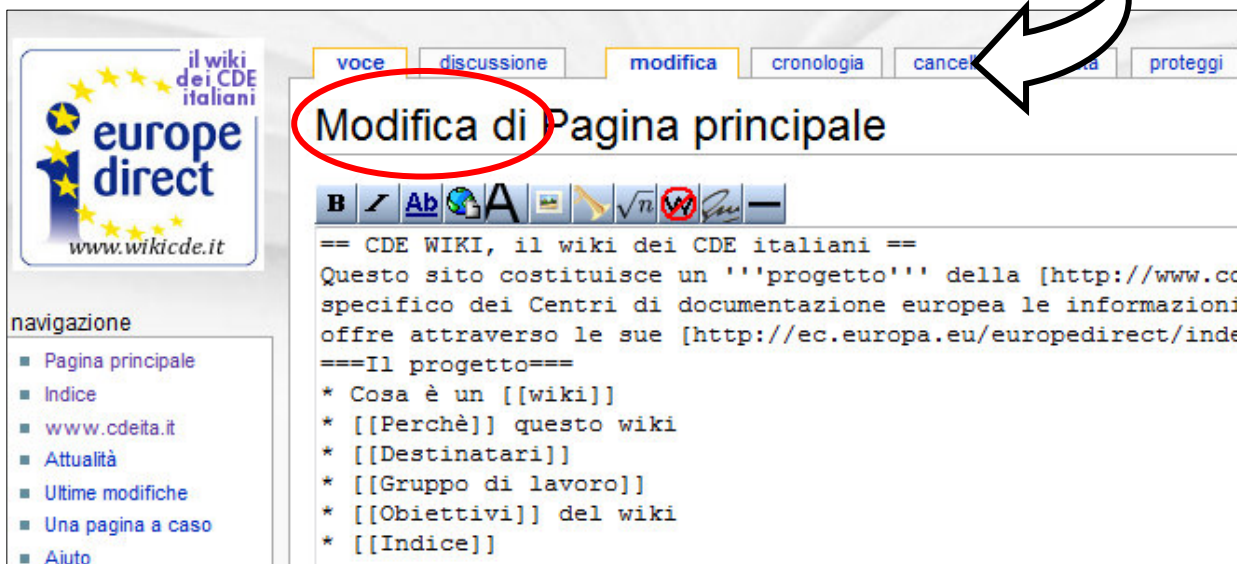 il wiki
dei CDE
italiani
europe
direct
www.wikicde.it
voce discussione modifica cronologia proteggi
Modifica di Pagina principale
B I Ab A √n W
== CDE WIKI, il wiki dei CDE italiani ==
Questo sito costituisce un '''progetto''' della [http://www.cd
specifico dei Centri di documentazione europea le informazioni
offre attraverso le sue [http://ec.europa.eu/europedirect/inde
===Il progetto===
* Cosa è un [[wiki]]
* [[Perchè]] questo wiki
* [[Destinatari]]
* [[Gruppo di lavoro]]
* [[Obiettivi]] del wiki
* [[Indice]]
navigazione
Pagina principale
Indice
www.cdeita.it
Attualità
Ultime modifiche
Una pagina a caso
Aiuto